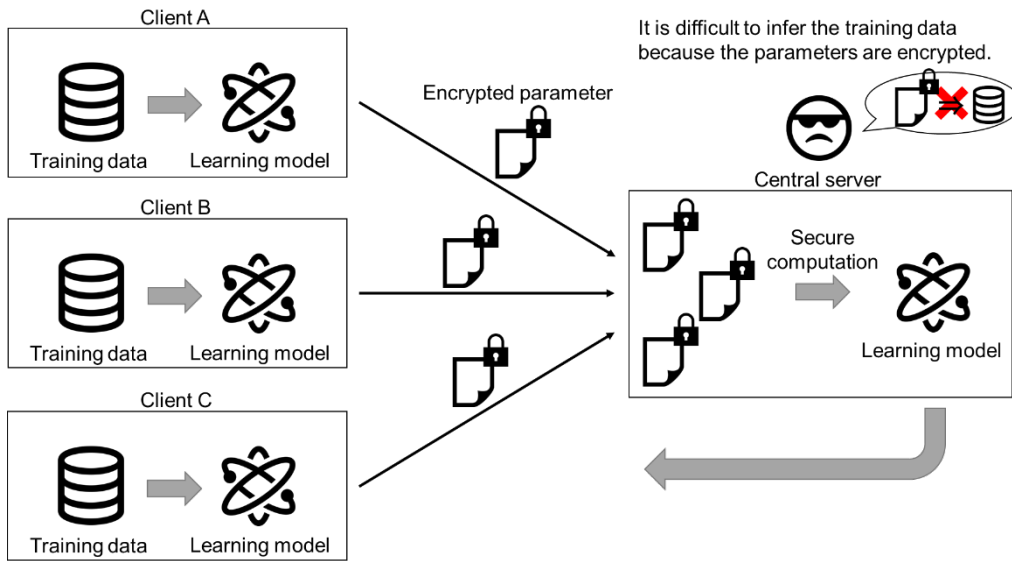 Client A
Training data
Learning model
Client B
Training data
Learning model
Client C
Training data
Learning model
Encrypted parameter
It is difficult to infer the training data
because the parameters are encrypted.
Central server
Secure
computation
Learning model